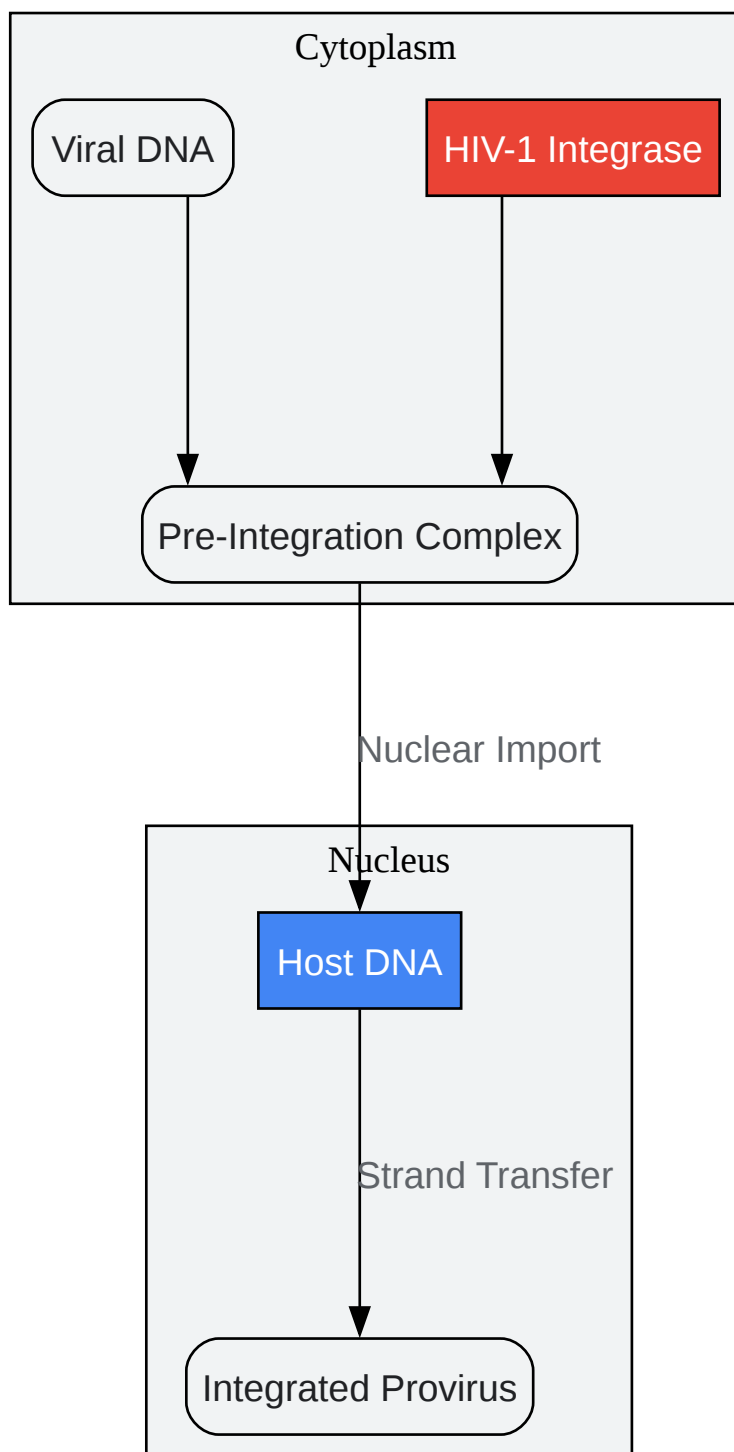 Cytoplasm
Viral DNA
HIV-1 Integrase
Pre-Integration Complex
Nuclear Import
Nucleus
Host DNA
Strand Transfer
Integrated Provirus